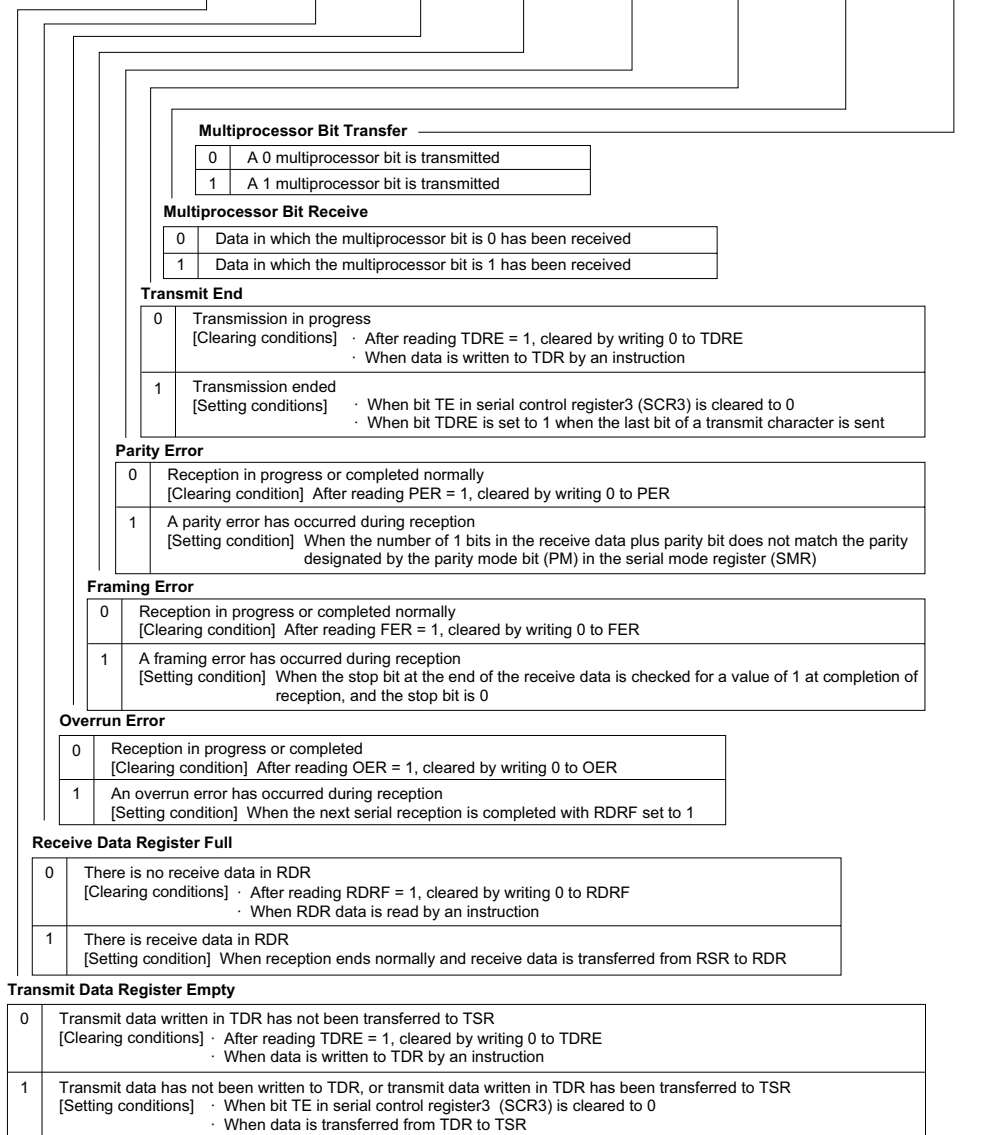 Multiprocessor Bit Transfer
0 A 0 multiprocessor bit is transmitted
1 A 1 multiprocessor bit is transmitted
Multiprocessor Bit Receive
0 Data in which the multiprocessor bit is 0 has been received
1 Data in which the multiprocessor bit is 1 has been received
Transmit End
0 Transmission in progress
[Clearing conditions] · After reading TDRE = 1, cleared by writing 0 to TDRE
· When data is written to TDR by an instruction
1 Transmission ended
[Setting conditions] · When bit TE in serial control register3 (SCR3) is cleared to 0
· When bit TDRE is set to 1 when the last bit of a transmit character is sent
Parity Error
0 Reception in progress or completed normally
[Clearing condition] After reading PER = 1, cleared by writing 0 to PER
1 A parity error has occurred during reception
[Setting condition] When the number of 1 bits in the receive data plus parity bit does not match the parity
designated by the parity mode bit (PM) in the serial mode register (SMR)
Framing Error
0 Reception in progress or completed normally
[Clearing condition] After reading FER = 1, cleared by writing 0 to FER
1 A framing error has occurred during reception
[Setting condition] When the stop bit at the end of the receive data is checked for a value of 1 at completion of
reception, and the stop bit is 0
Overrun Error
0 Reception in progress or completed
[Clearing condition] After reading OER = 1, cleared by writing 0 to OER
1 An overrun error has occurred during reception
[Setting condition] When the next serial reception is completed with RDRF set to 1
Receive Data Register Full
0 There is no receive data in RDR
[Clearing conditions] · After reading RDRF = 1, cleared by writing 0 to RDRF
· When RDR data is read by an instruction
1 There is receive data in RDR
[Setting condition] When reception ends normally and receive data is transferred from RSR to RDR
Transmit Data Register Empty
0 Transmit data written in TDR has not been transferred to TSR
[Clearing conditions] · After reading TDRE = 1, cleared by writing 0 to TDRE
· When data is written to TDR by an instruction
1 Transmit data has not been written to TDR, or transmit data written in TDR has been transferred to TSR
[Setting conditions] · When bit TE in serial control register3 (SCR3) is cleared to 0
· When data is transferred from TDR to TSR